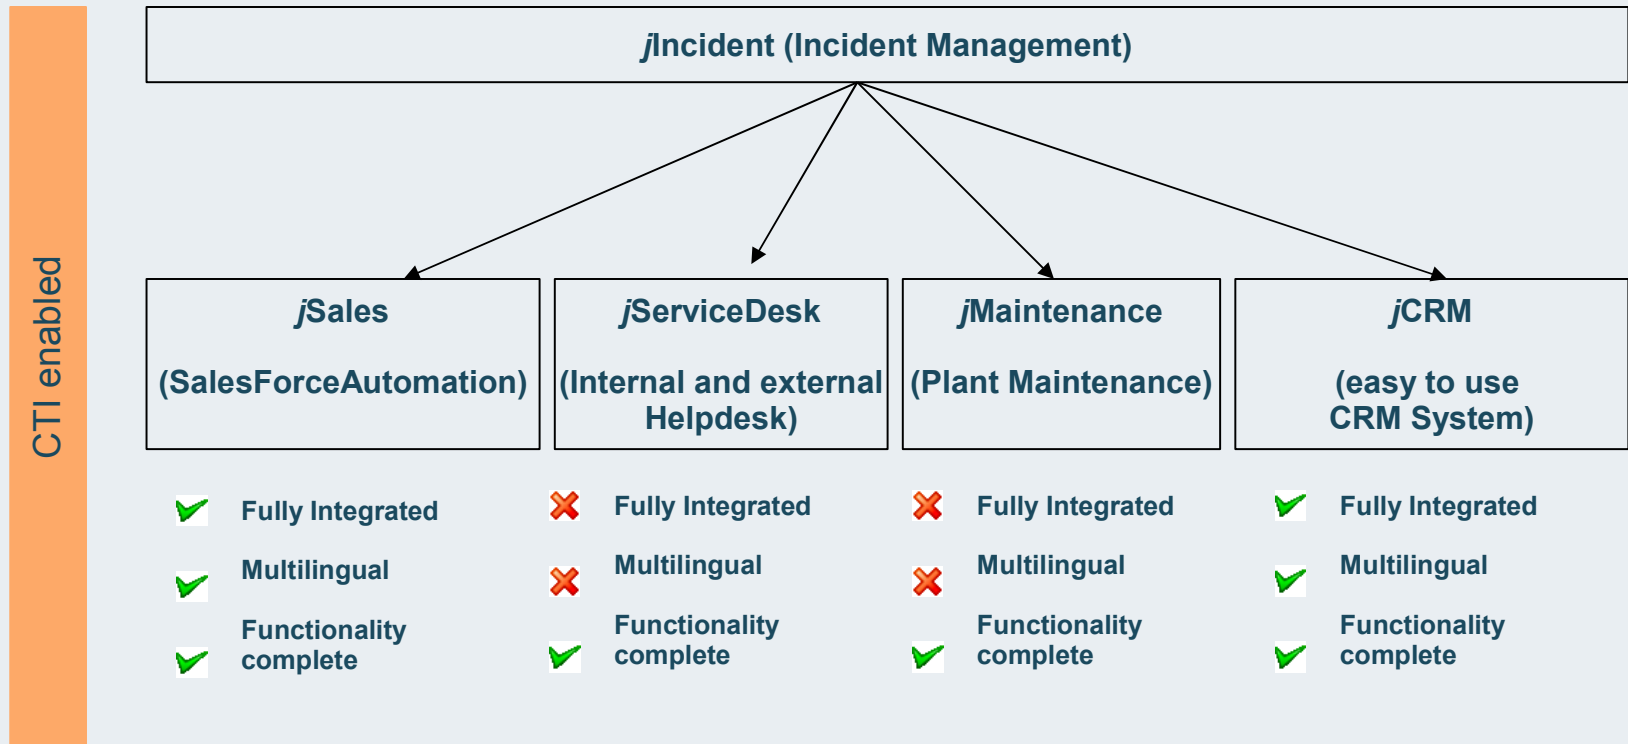 CTI enabled
jIncident (Incident Management)
jSales
(SalesForceAutomation)
jServiceDesk
(Internal and external
Helpdesk)
jMaintenance
(Plant Maintenance)
jCRM
(easy to use
CRM System)
Fully Integrated
Multilingual
Functionality
complete
Fully Integrated
Multilingual
Functionality
complete
Fully Integrated
Multilingual
Functionality
complete
Fully Integrated
Multilingual
Functionality
complete